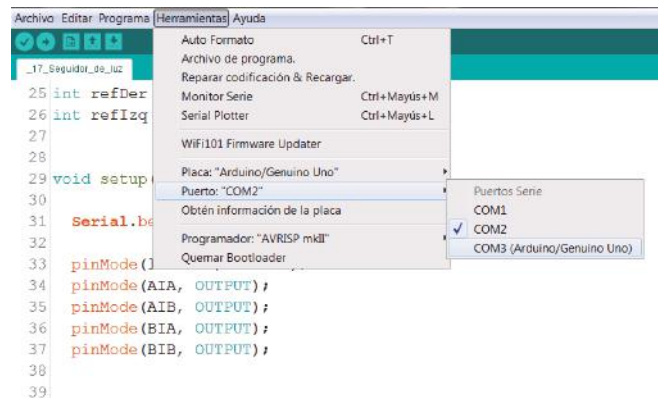 Archivo Editar Programa Herramientas Ayuda
_17_Seguidor_de_luz
Auto Formato Ctrl+T
Archivo de programa.
Reparar codificación & Recargar.
Monitor Serie Ctrl+Mayús+M
Serial Plotter Ctrl+Mayús+L
WiFi101 Firmware Updater
Placa: "Arduino/Genuino Uno"
Puerto: "COM2"
Obtén información de la placa
Programador: "AVRISP mkII"
Quemar Bootloader
Puertos Serie
COM1
COM2
COM3 (Arduino/Genuino Uno)
25 int refDer
26 int refIzq
27
28
29 void setup(
30
31 Serial.be
32
33 pinMode(
34 pinMode(AIA, OUTPUT);
35 pinMode(AIB, OUTPUT);
36 pinMode(BIA, OUTPUT);
37 pinMode(BIB, OUTPUT);
38
39